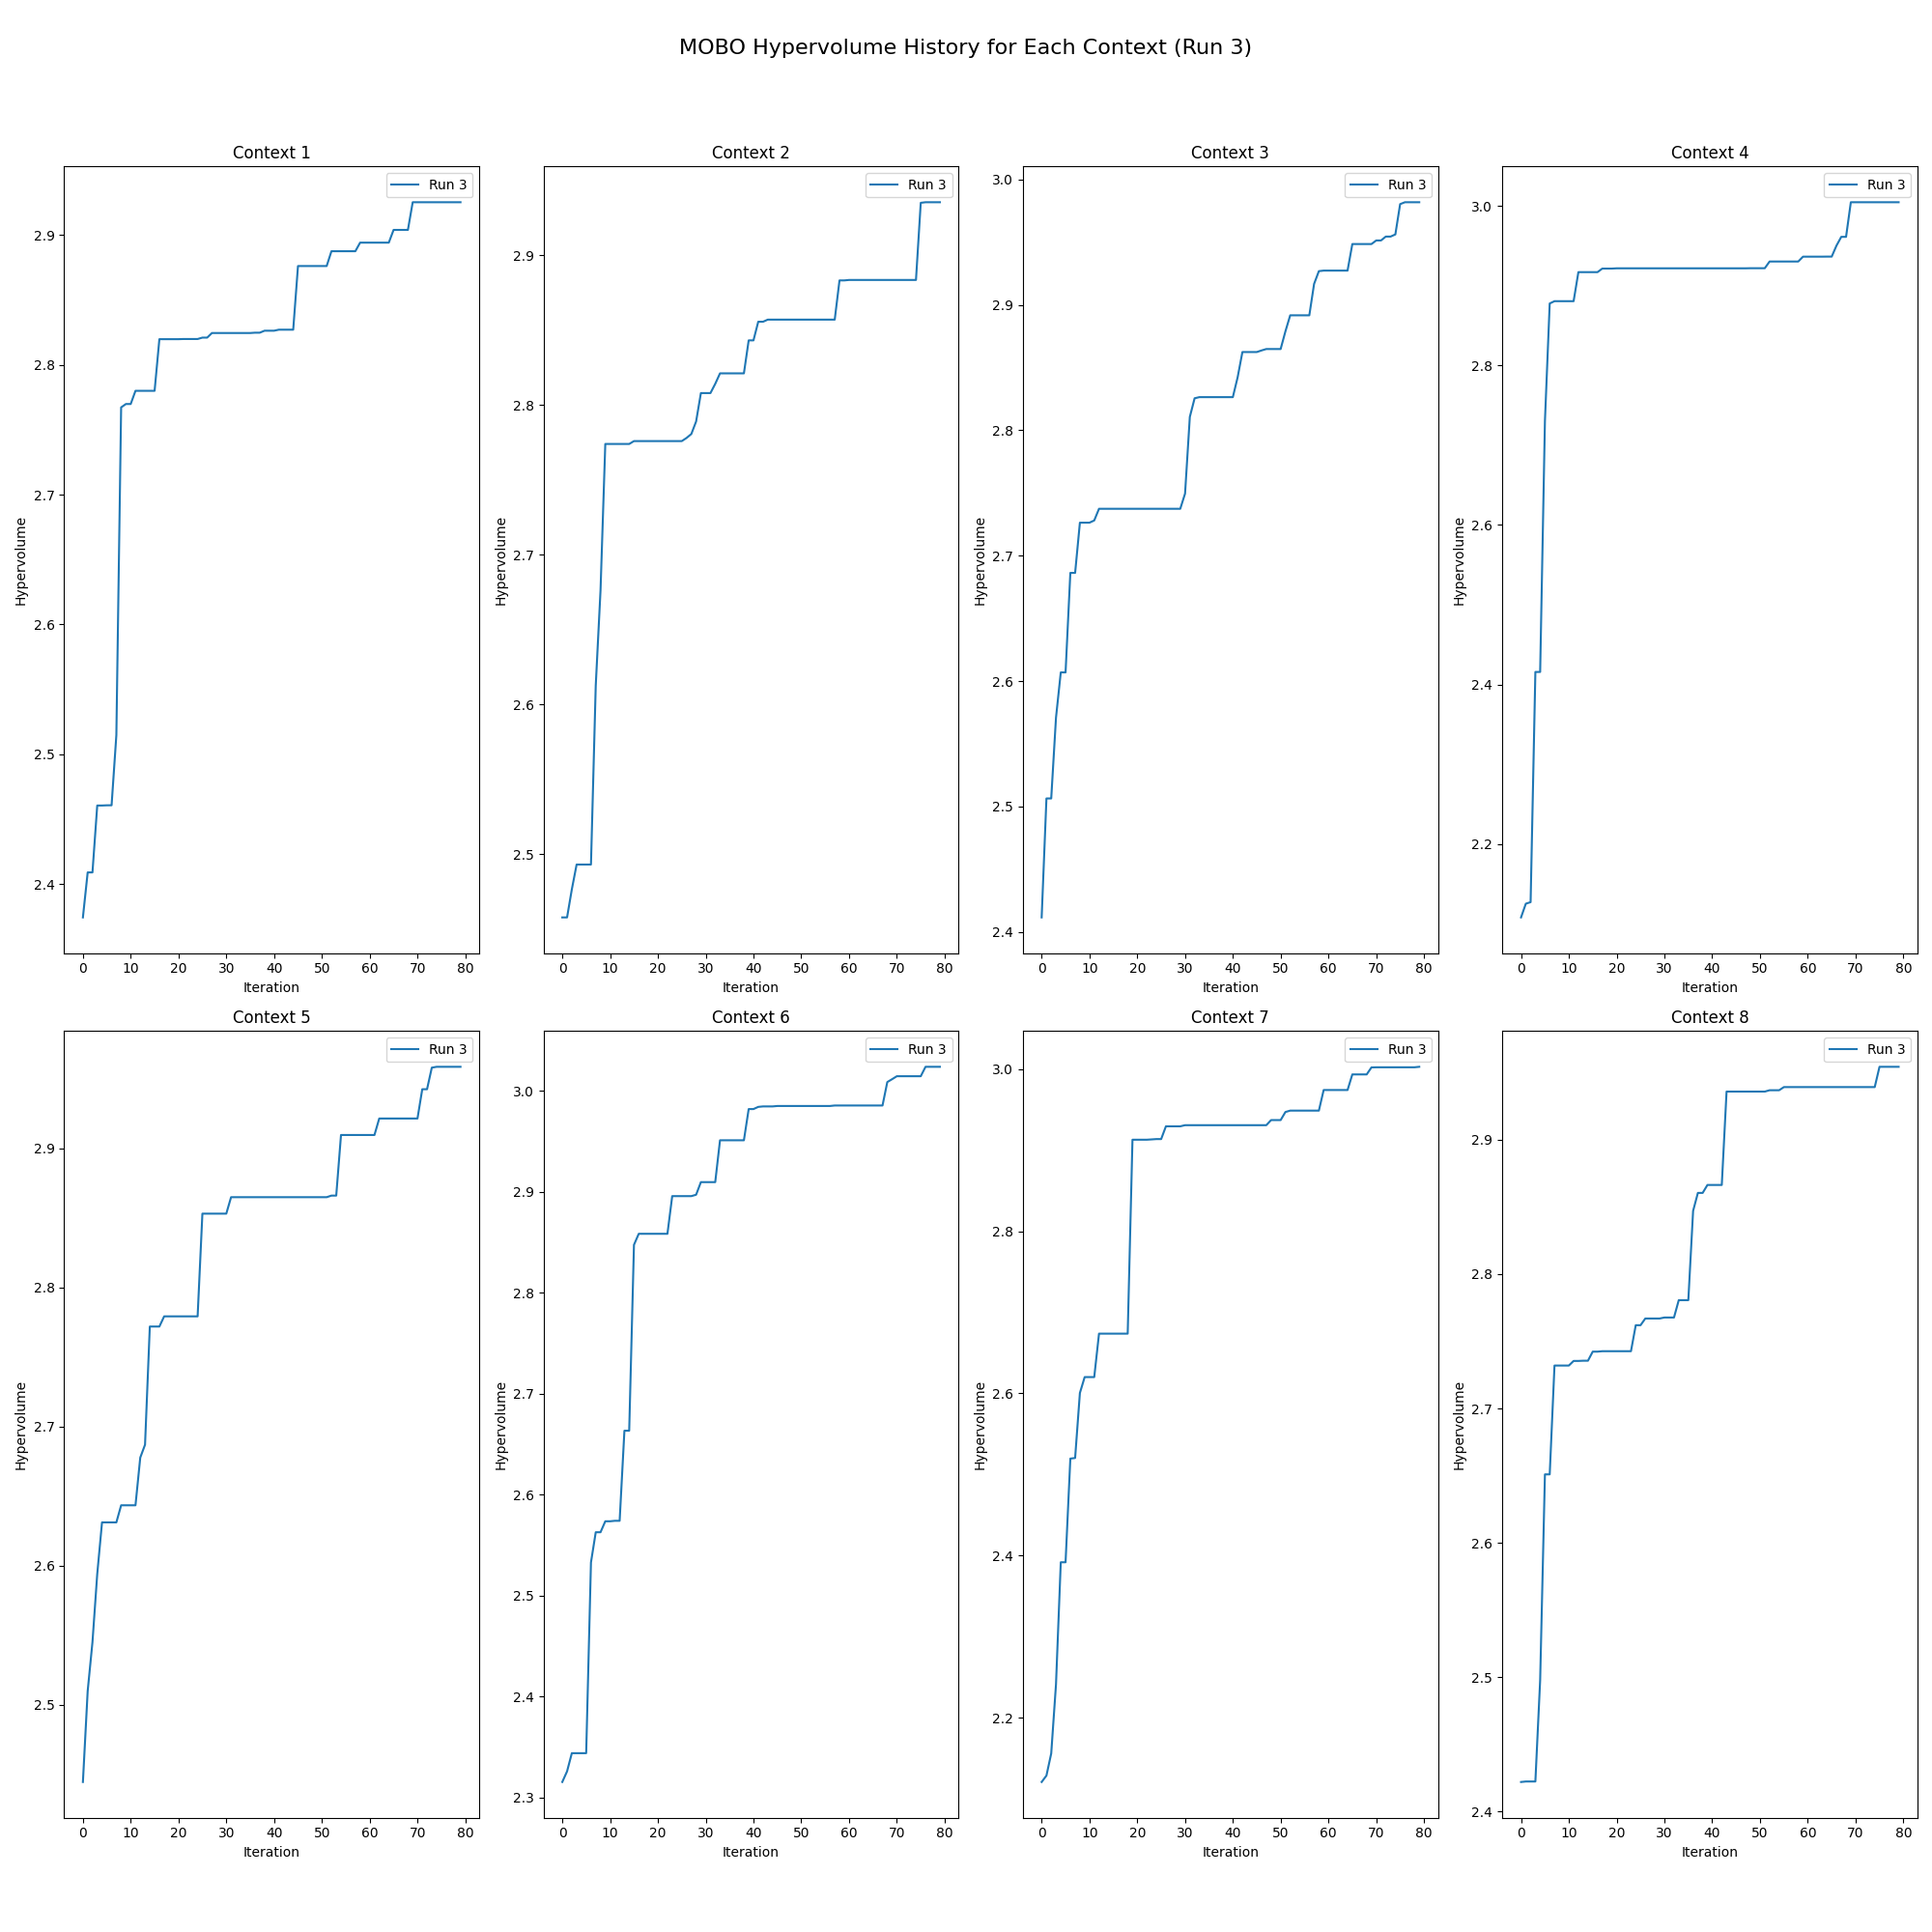 MOBO Hypervolume History for Each Context (Run 3)
Context 1
Run 3
2.9
2.8
2.7
2.6
2.5
2.4
Hypervolume
0 10 20 30 40 50 60 70 80
Iteration
Context 2
Run 3
2.9
2.8
2.7
2.6
2.5
Hypervolume
0 10 20 30 40 50 60 70 80
Iteration
Context 3
Run 3
3.0
2.9
2.8
2.7
2.6
2.5
2.4
Hypervolume
0 10 20 30 40 50 60 70 80
Iteration
Context 4
Run 3
3.0
2.8
2.6
2.4
2.2
Hypervolume
0 10 20 30 40 50 60 70 80
Iteration
Context 5
Run 3
2.9
2.8
2.7
2.6
2.5
Hypervolume
0 10 20 30 40 50 60 70 80
Iteration
Context 6
Run 3
3.0
2.9
2.8
2.7
2.6
2.5
2.4
2.3
Hypervolume
0 10 20 30 40 50 60 70 80
Iteration
Context 7
Run 3
3.0
2.8
2.6
2.4
2.2
Hypervolume
0 10 20 30 40 50 60 70 80
Iteration
Context 8
Run 3
2.9
2.8
2.7
2.6
2.5
2.4
Hypervolume
0 10 20 30 40 50 60 70 80
Iteration